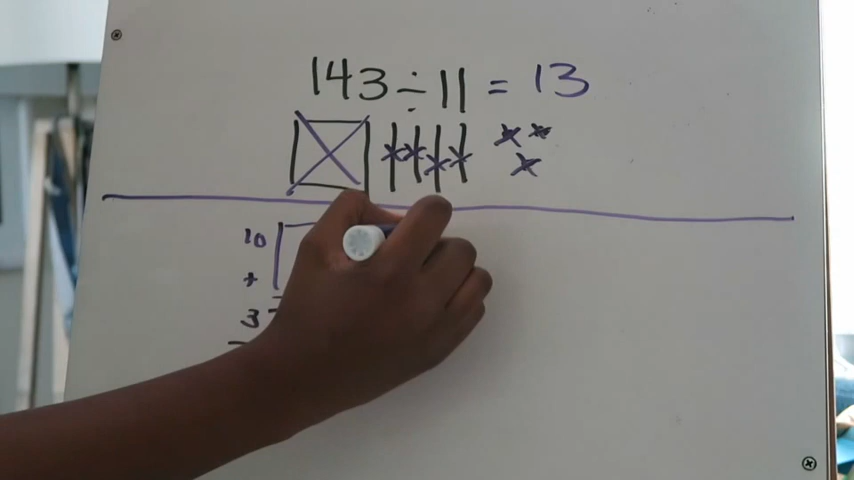 143 ÷ 11 = 13
10
+
3